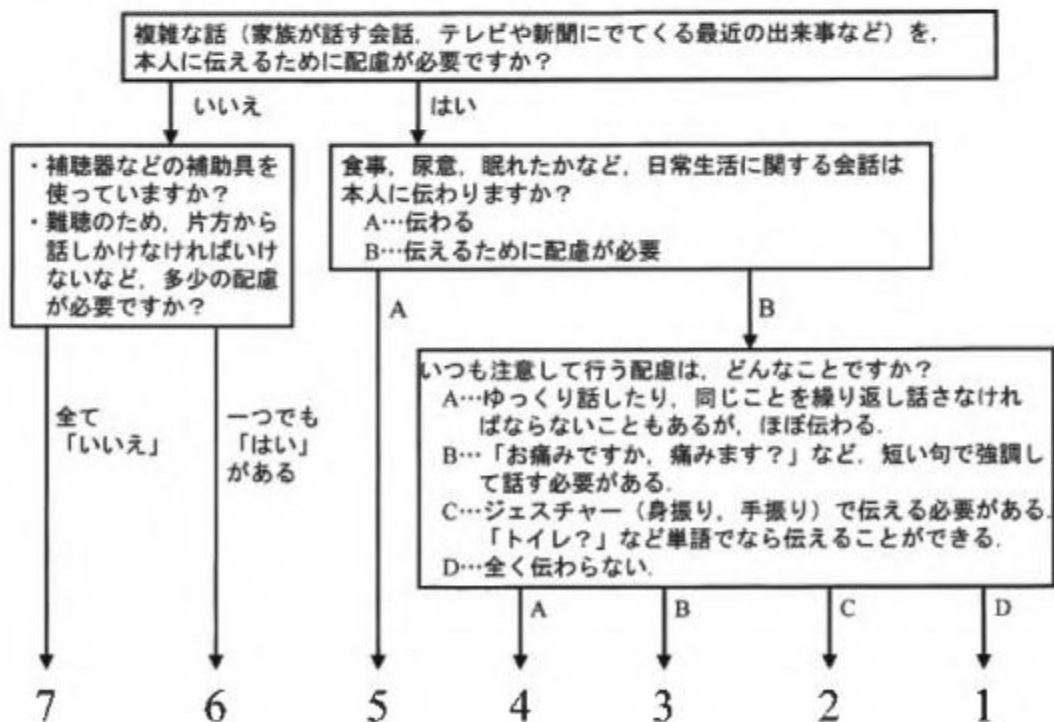 複雑な話（家族が話す会話，テレビや新聞にでてくる最近の出来事など）を，
本人に伝えるために配慮が必要ですか？
いいえ
はい
・補聴器などの補助具を
使っていますか？
・難聴のため，片方から
話しかけなければいけ
ないなど，多少の配慮
が必要ですか？
食事，尿意，眠れたかなど，日常生活に関する会話は
本人に伝わりますか？
A…伝わる
B…伝えるために配慮が必要
A
B
いつも注意して行う配慮は，どんなことですか？
A…ゆっくり話したり，同じことを繰り返し話さなけれ
ばならないこともあるが，ほぼ伝わる．
B…「お痛みですか，痛みます？」など，短い句で強調し
て話す必要がある．
C…ジェスチャー（身振り，手振り）で伝える必要がある．
「トイレ？」など単語でなら伝えることができる．
D…全く伝わらない．
全て
「いいえ」
一つでも
「はい」
がある
A
B
C
D
7
6
5
4
3
2
1